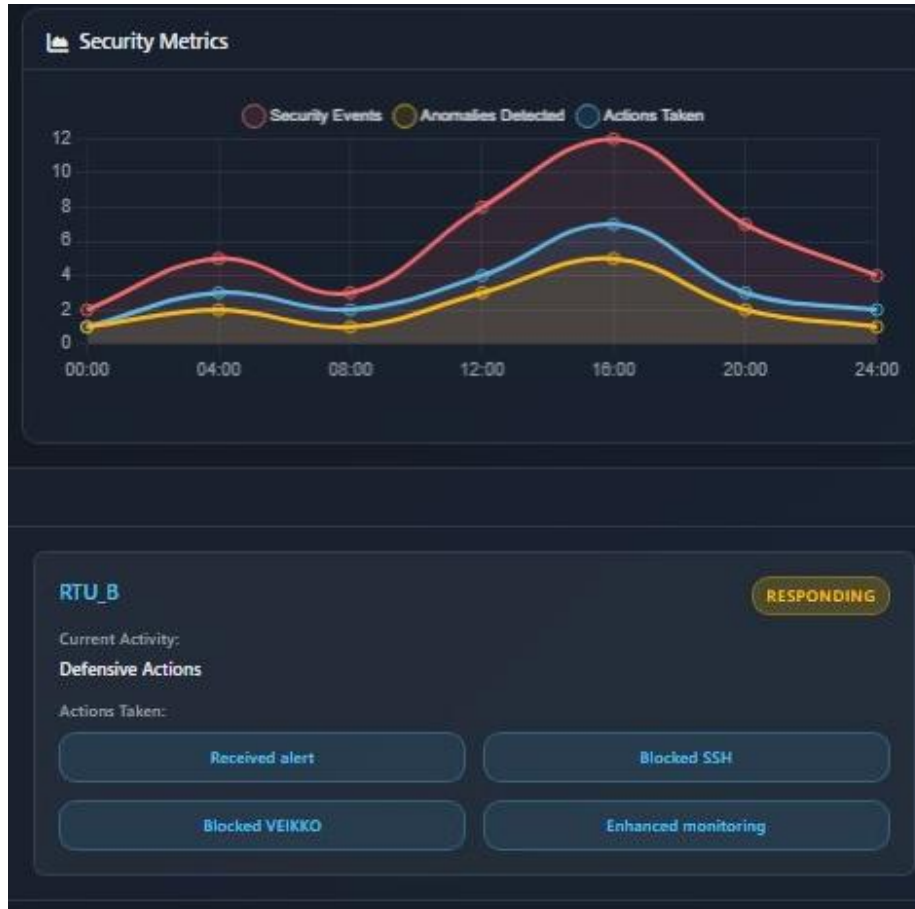 Security Metrics
Security Events Anomalies Detected Actions Taken
12
10
8
6
4
2
0
00:00 04:00 08:00 12:00 16:00 20:00 24:00
RTU_B RESPONDING
Current Activity:
Defensive Actions
Actions Taken:
Received alert Blocked SSH
Blocked VEIKKO Enhanced monitoring